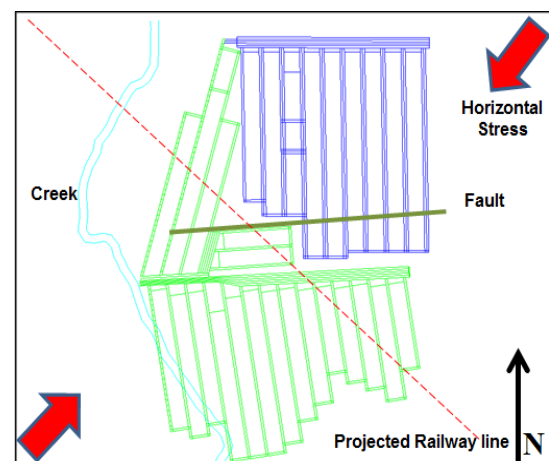 Horizontal
Stress
Creek
Fault
Projected Railway line
N